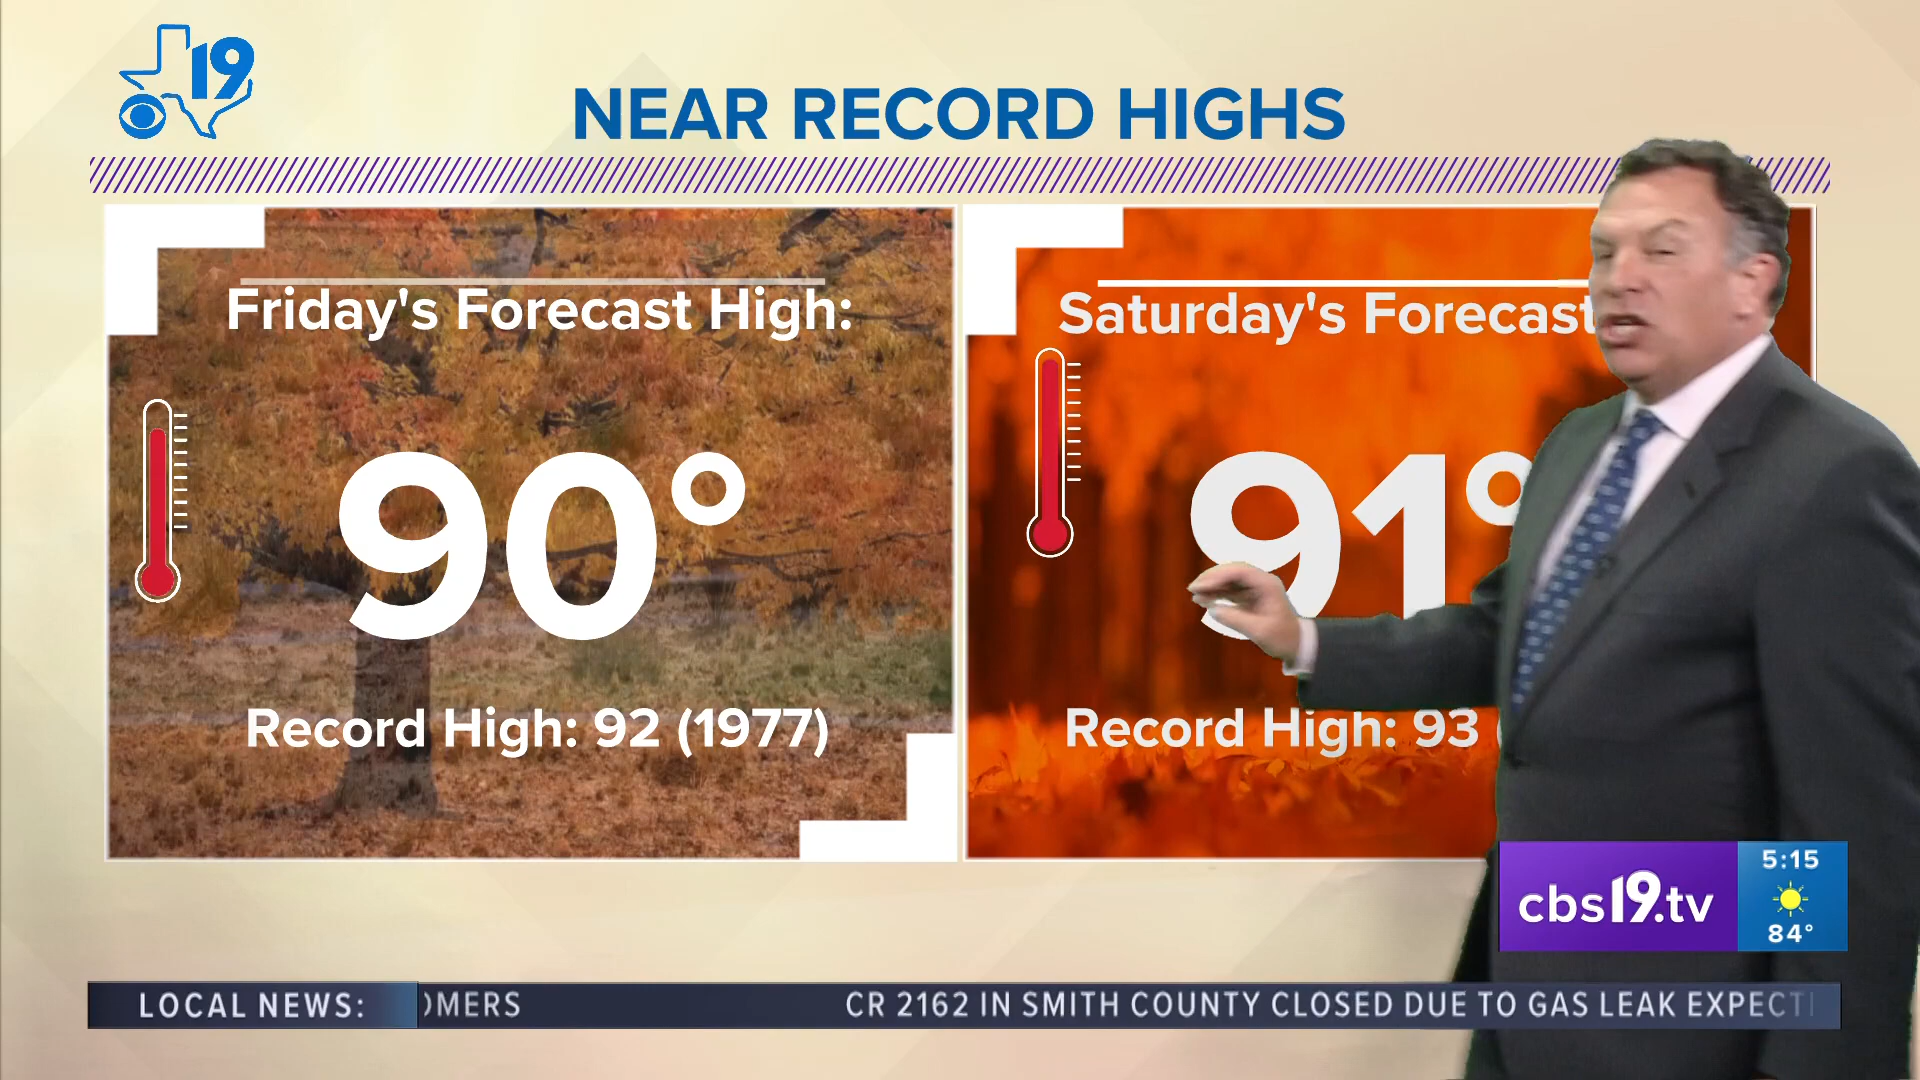 19
NEAR RECORD HIGHS
Friday's Forecast High:
90°
Record High: 92 (1977)
Saturday's Forecast
91°
Record High: 93
cbs19.tv
5:15
84°
LOCAL NEWS:
CR 2162 IN SMITH COUNTY CLOSED DUE TO GAS LEAK